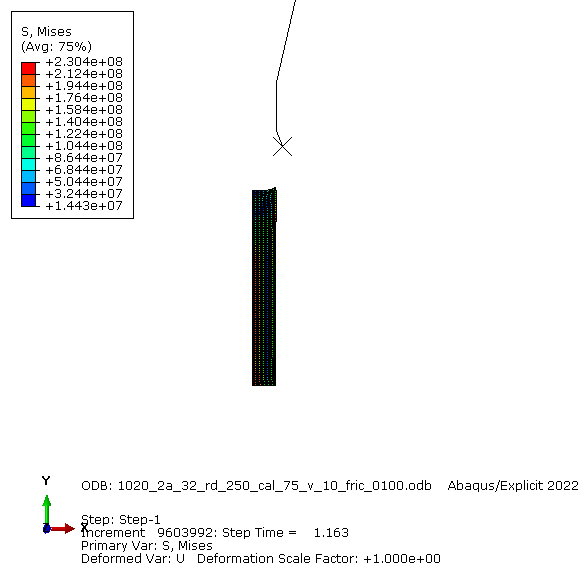 S, Mises
(Avg: 75%)
+2.304e+08
+2.124e+08
+1.944e+08
+1.764e+08
+1.584e+08
+1.404e+08
+1.224e+08
+1.044e+08
+8.644e+07
+6.844e+07
+5.044e+07
+3.244e+07
+1.443e+07
Y
ODB: 1020_2a_32_rd_250_cal_75_v_10_fric_0100.odb Abaqus/Explicit 2022
X
Step: Step-1
Increment 9603992: Step Time = 1.163
Primary Var: S, Mises
Deformed Var: U Deformation Scale Factor: +1.000e+00